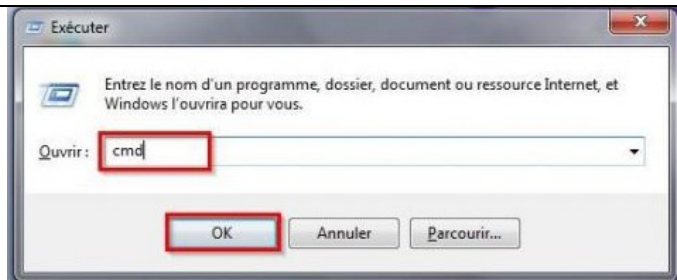 Exécuter
Entrez le nom d'un programme, dossier, document ou ressource Internet, et
Windows l'ouvrira pour vous.
Ouvrir : cmd
OK Annuler Parcourir...